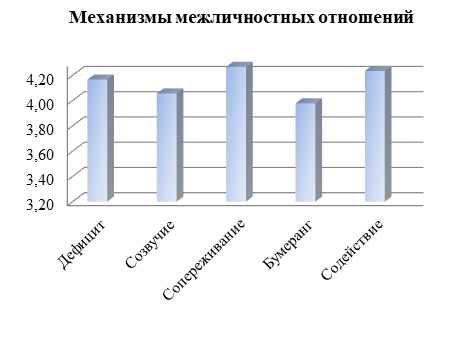 Механизмы межличностных отношений
4,20
4,00
3,80
3,60
3,40
3,20
Дефицит
Созвучие
Сопереживание
Бумеранг
Содействие